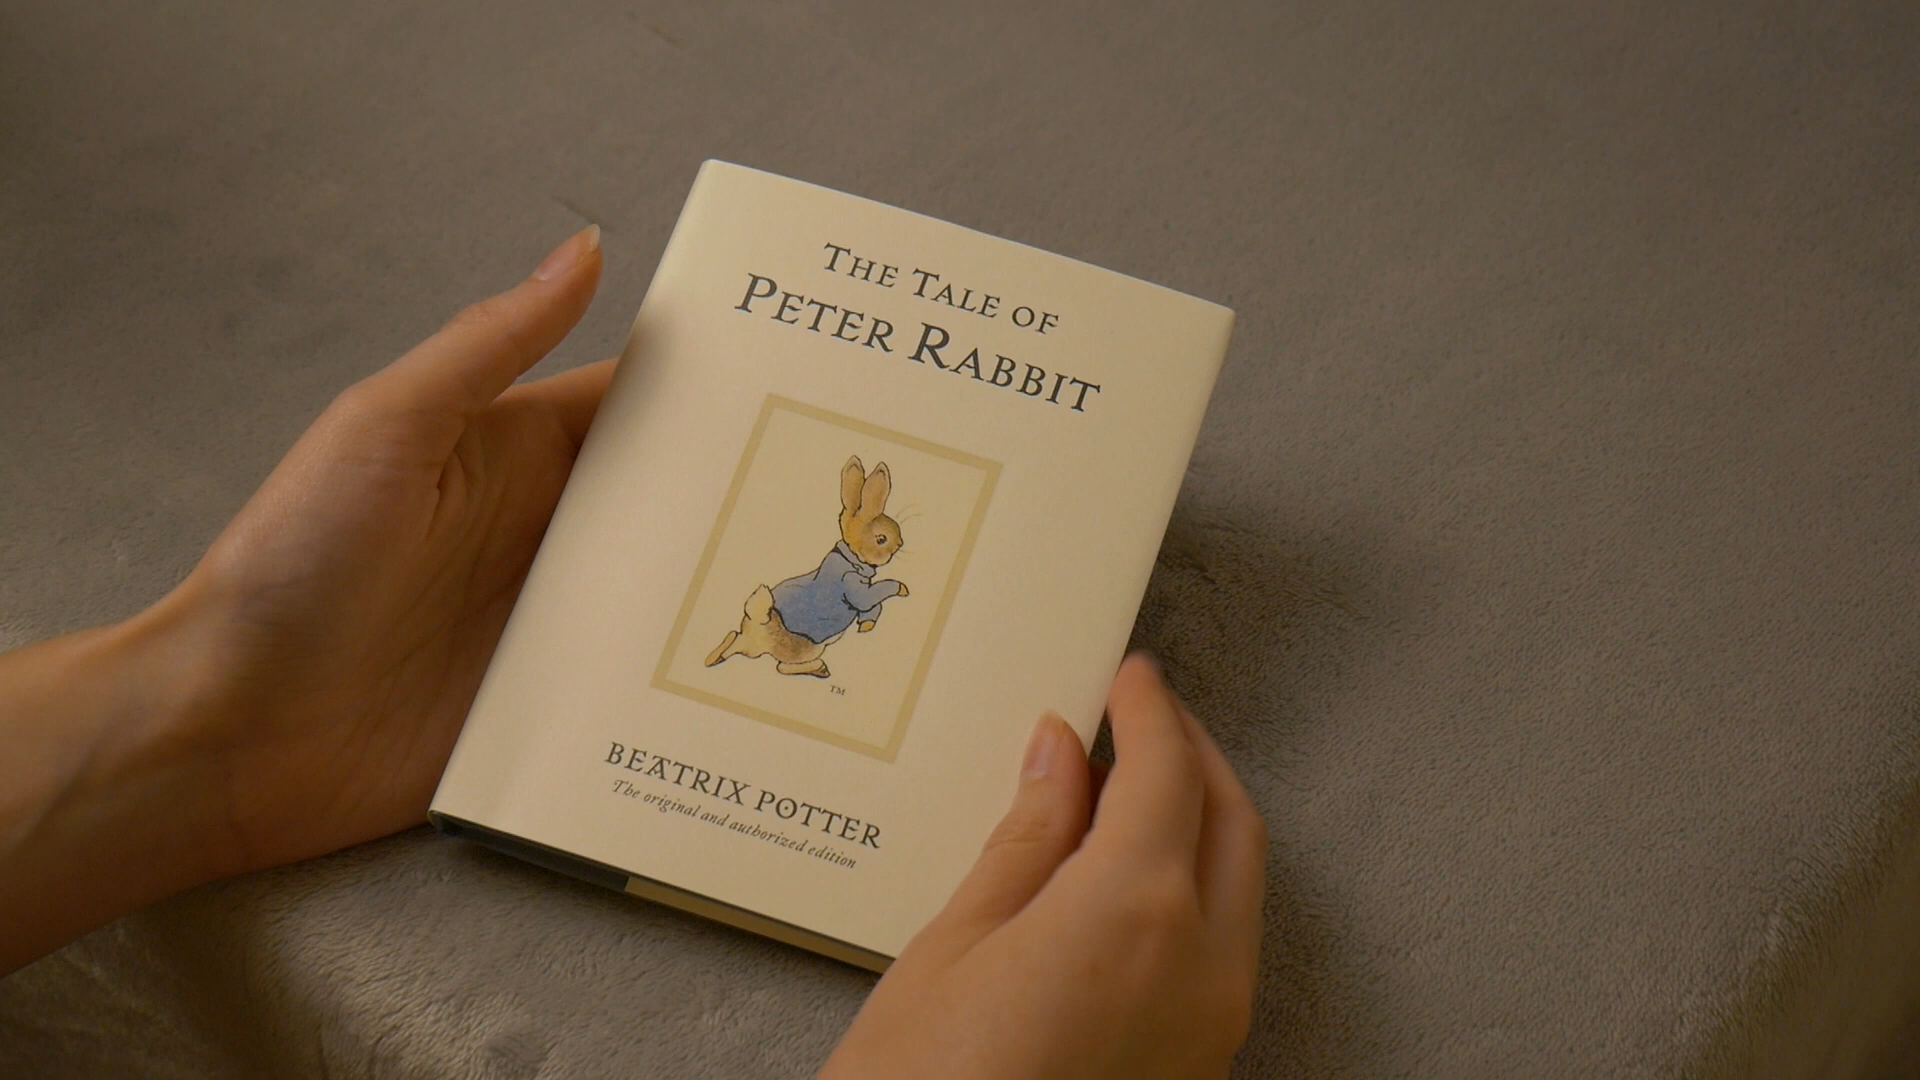 THE TALE OF
PETER RABBIT
TM
BEATRIX POTTER
The original and authorized edition